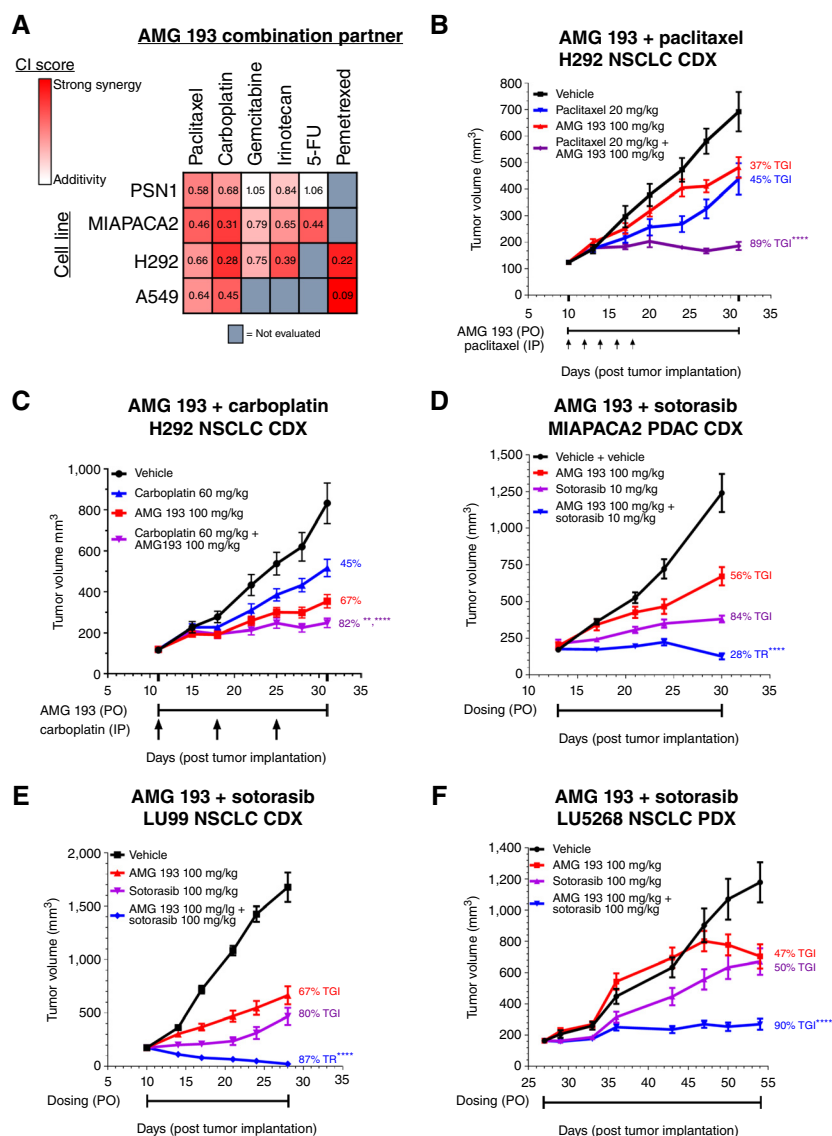 A
AMG 193 combination partner
CI score
Strong synergy
Additivity
Paclitaxel
Carboplatin
Gemcitabine
Irinotecan
5-FU
Pemetrexed
Cell line
PSN1 0.58 0.68 1.05 0.84 1.06
MIAPACA2 0.46 0.31 0.79 0.65 0.44
H292 0.66 0.28 0.75 0.39 0.22
A549 0.64 0.45 0.09
= Not evaluated
B
AMG 193 + paclitaxel
H292 NSCLC CDX
Vehicle
Paclitaxel 20 mg/kg
AMG 193 100 mg/kg
Paclitaxel 20 mg/kg +
AMG 193 100 mg/kg
Tumor volume (mm³)
800
700
600
500
400
300
200
100
0
37% TGI
45% TGI
89% TGI****
5 10 15 20 25 30 35
AMG 193 (PO)
paclitaxel (IP)
Days (post tumor implantation)
C
AMG 193 + carboplatin
H292 NSCLC CDX
Vehicle
Carboplatin 60 mg/kg
AMG 193 100 mg/kg
Carboplatin 60 mg/kg +
AMG193 100 mg/kg
Tumor volume mm³
1,000
800
600
400
200
0
45%
67%
82% **, ****
5 10 15 20 25 30 35
AMG 193 (PO)
carboplatin (IP)
Days (post tumor implantation)
D
AMG 193 + sotorasib
MIAPACA2 PDAC CDX
Vehicle + vehicle
AMG 193 100 mg/kg
Sotorasib 10 mg/kg
AMG 193 100 mg/kg +
sotorasib 10 mg/kg
Tumor volume (mm³)
1,500
1,250
1,000
750
500
250
0
56% TGI
84% TGI
28% TR****
10 15 20 25 30 35
Dosing (PO)
Days (post tumor implantation)
E
AMG 193 + sotorasib
LU99 NSCLC CDX
Vehicle
AMG 193 100 mg/kg
Sotorasib 100 mg/kg
AMG 193 100 mg/lg +
sotorasib 100 mg/kg
Tumor volume (mm³)
2,000
1,500
1,000
500
0
67% TGI
80% TGI
87% TR****
5 10 15 20 25 30 35
Dosing (PO)
Days (post tumor implantation)
F
AMG 193 + sotorasib
LU5268 NSCLC PDX
Vehicle
AMG 193 100 mg/kg
Sotorasib 100 mg/kg
AMG 193 100 mg/kg +
sotorasib 100 mg/kg
Tumor volume (mm³)
1,400
1,200
1,000
800
600
400
200
0
47% TGI
50% TGI
90% TGI****
25 30 35 40 45 50 54
Dosing (PO)
Days (post tumor implantation)